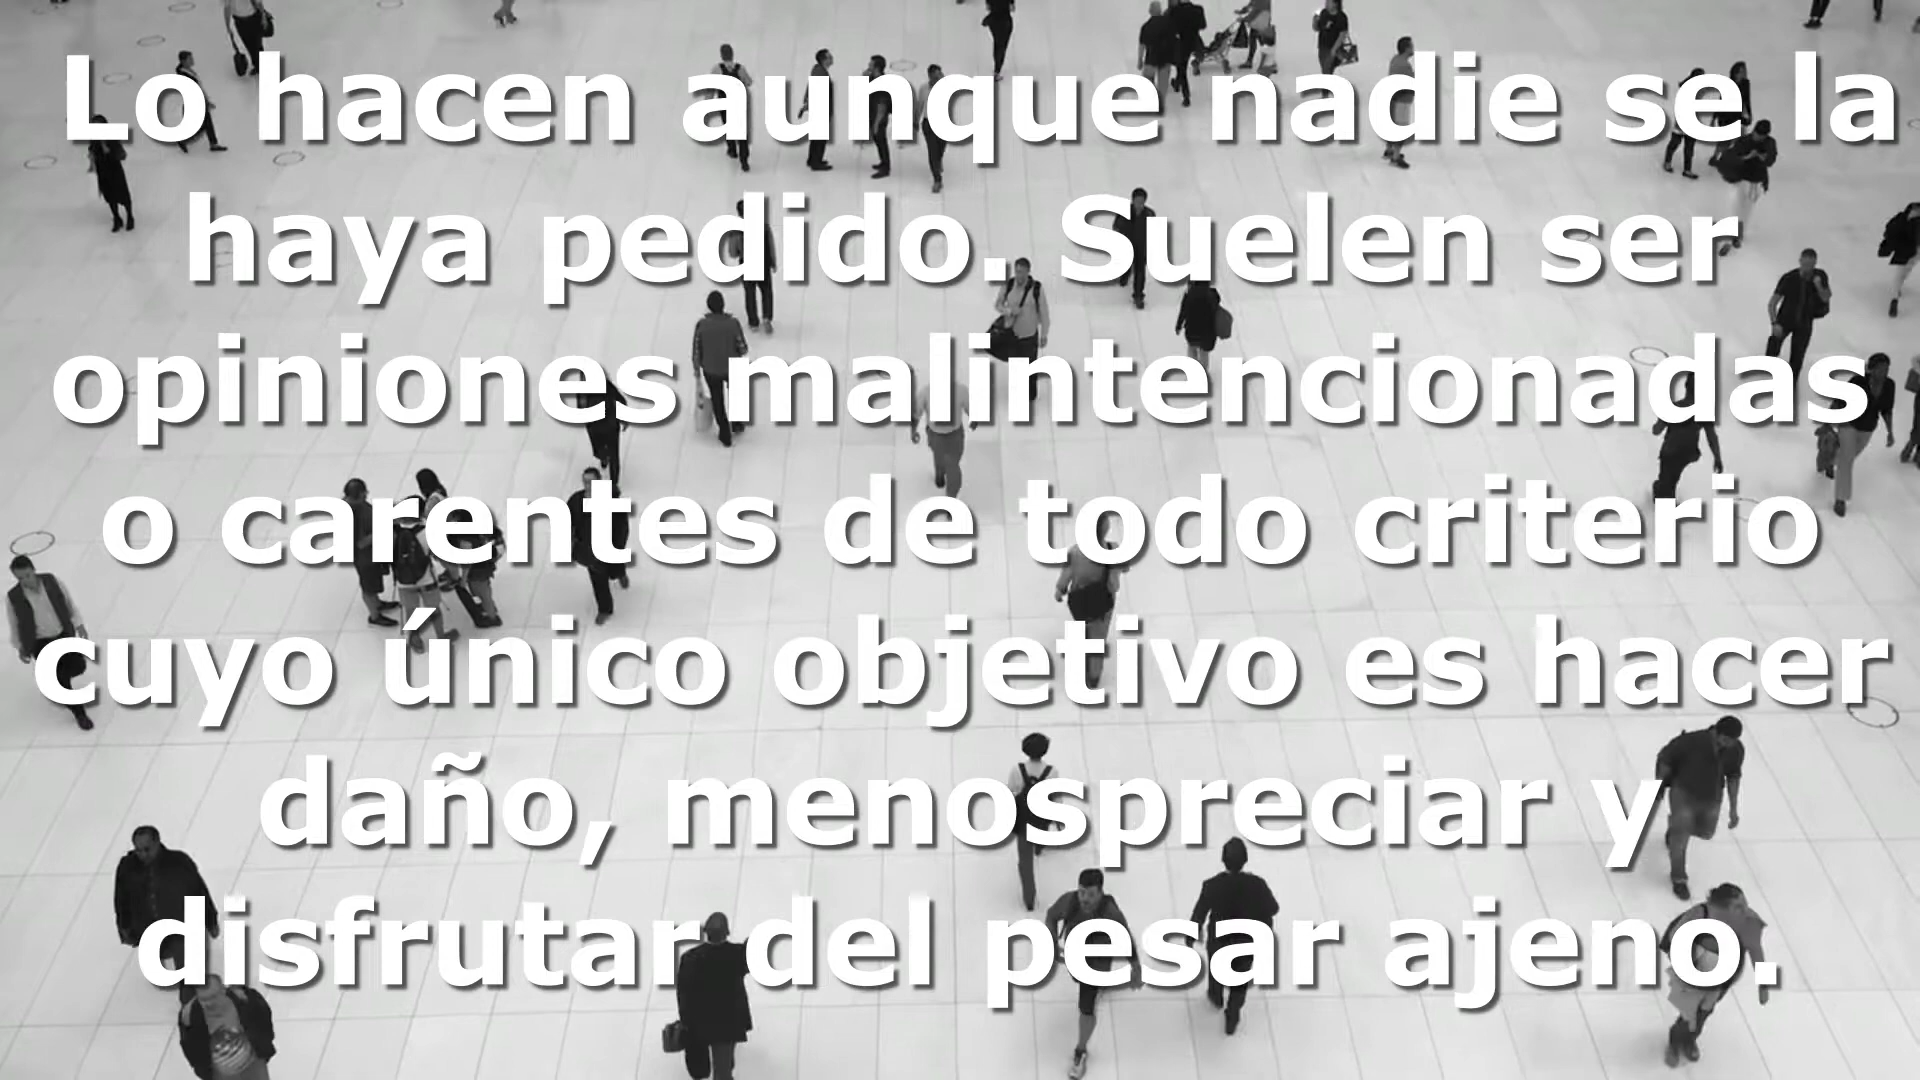 Lo hacen aunque nadie se la
haya pedido. Suelen ser
opiniones malintencionadas
o carentes de todo criterio
cuyo único objetivo es hacer
daño, menospreciar y
disfrutar del pesar ajeno.